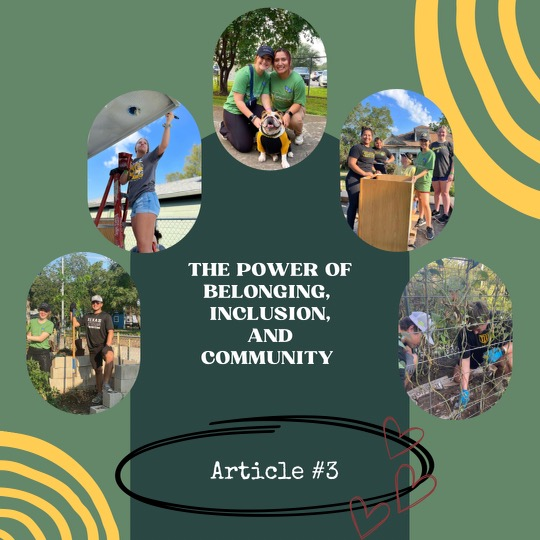 THE POWER OF
BELONGING,
INCLUSION,
AND
COMMUNITY
Article #3